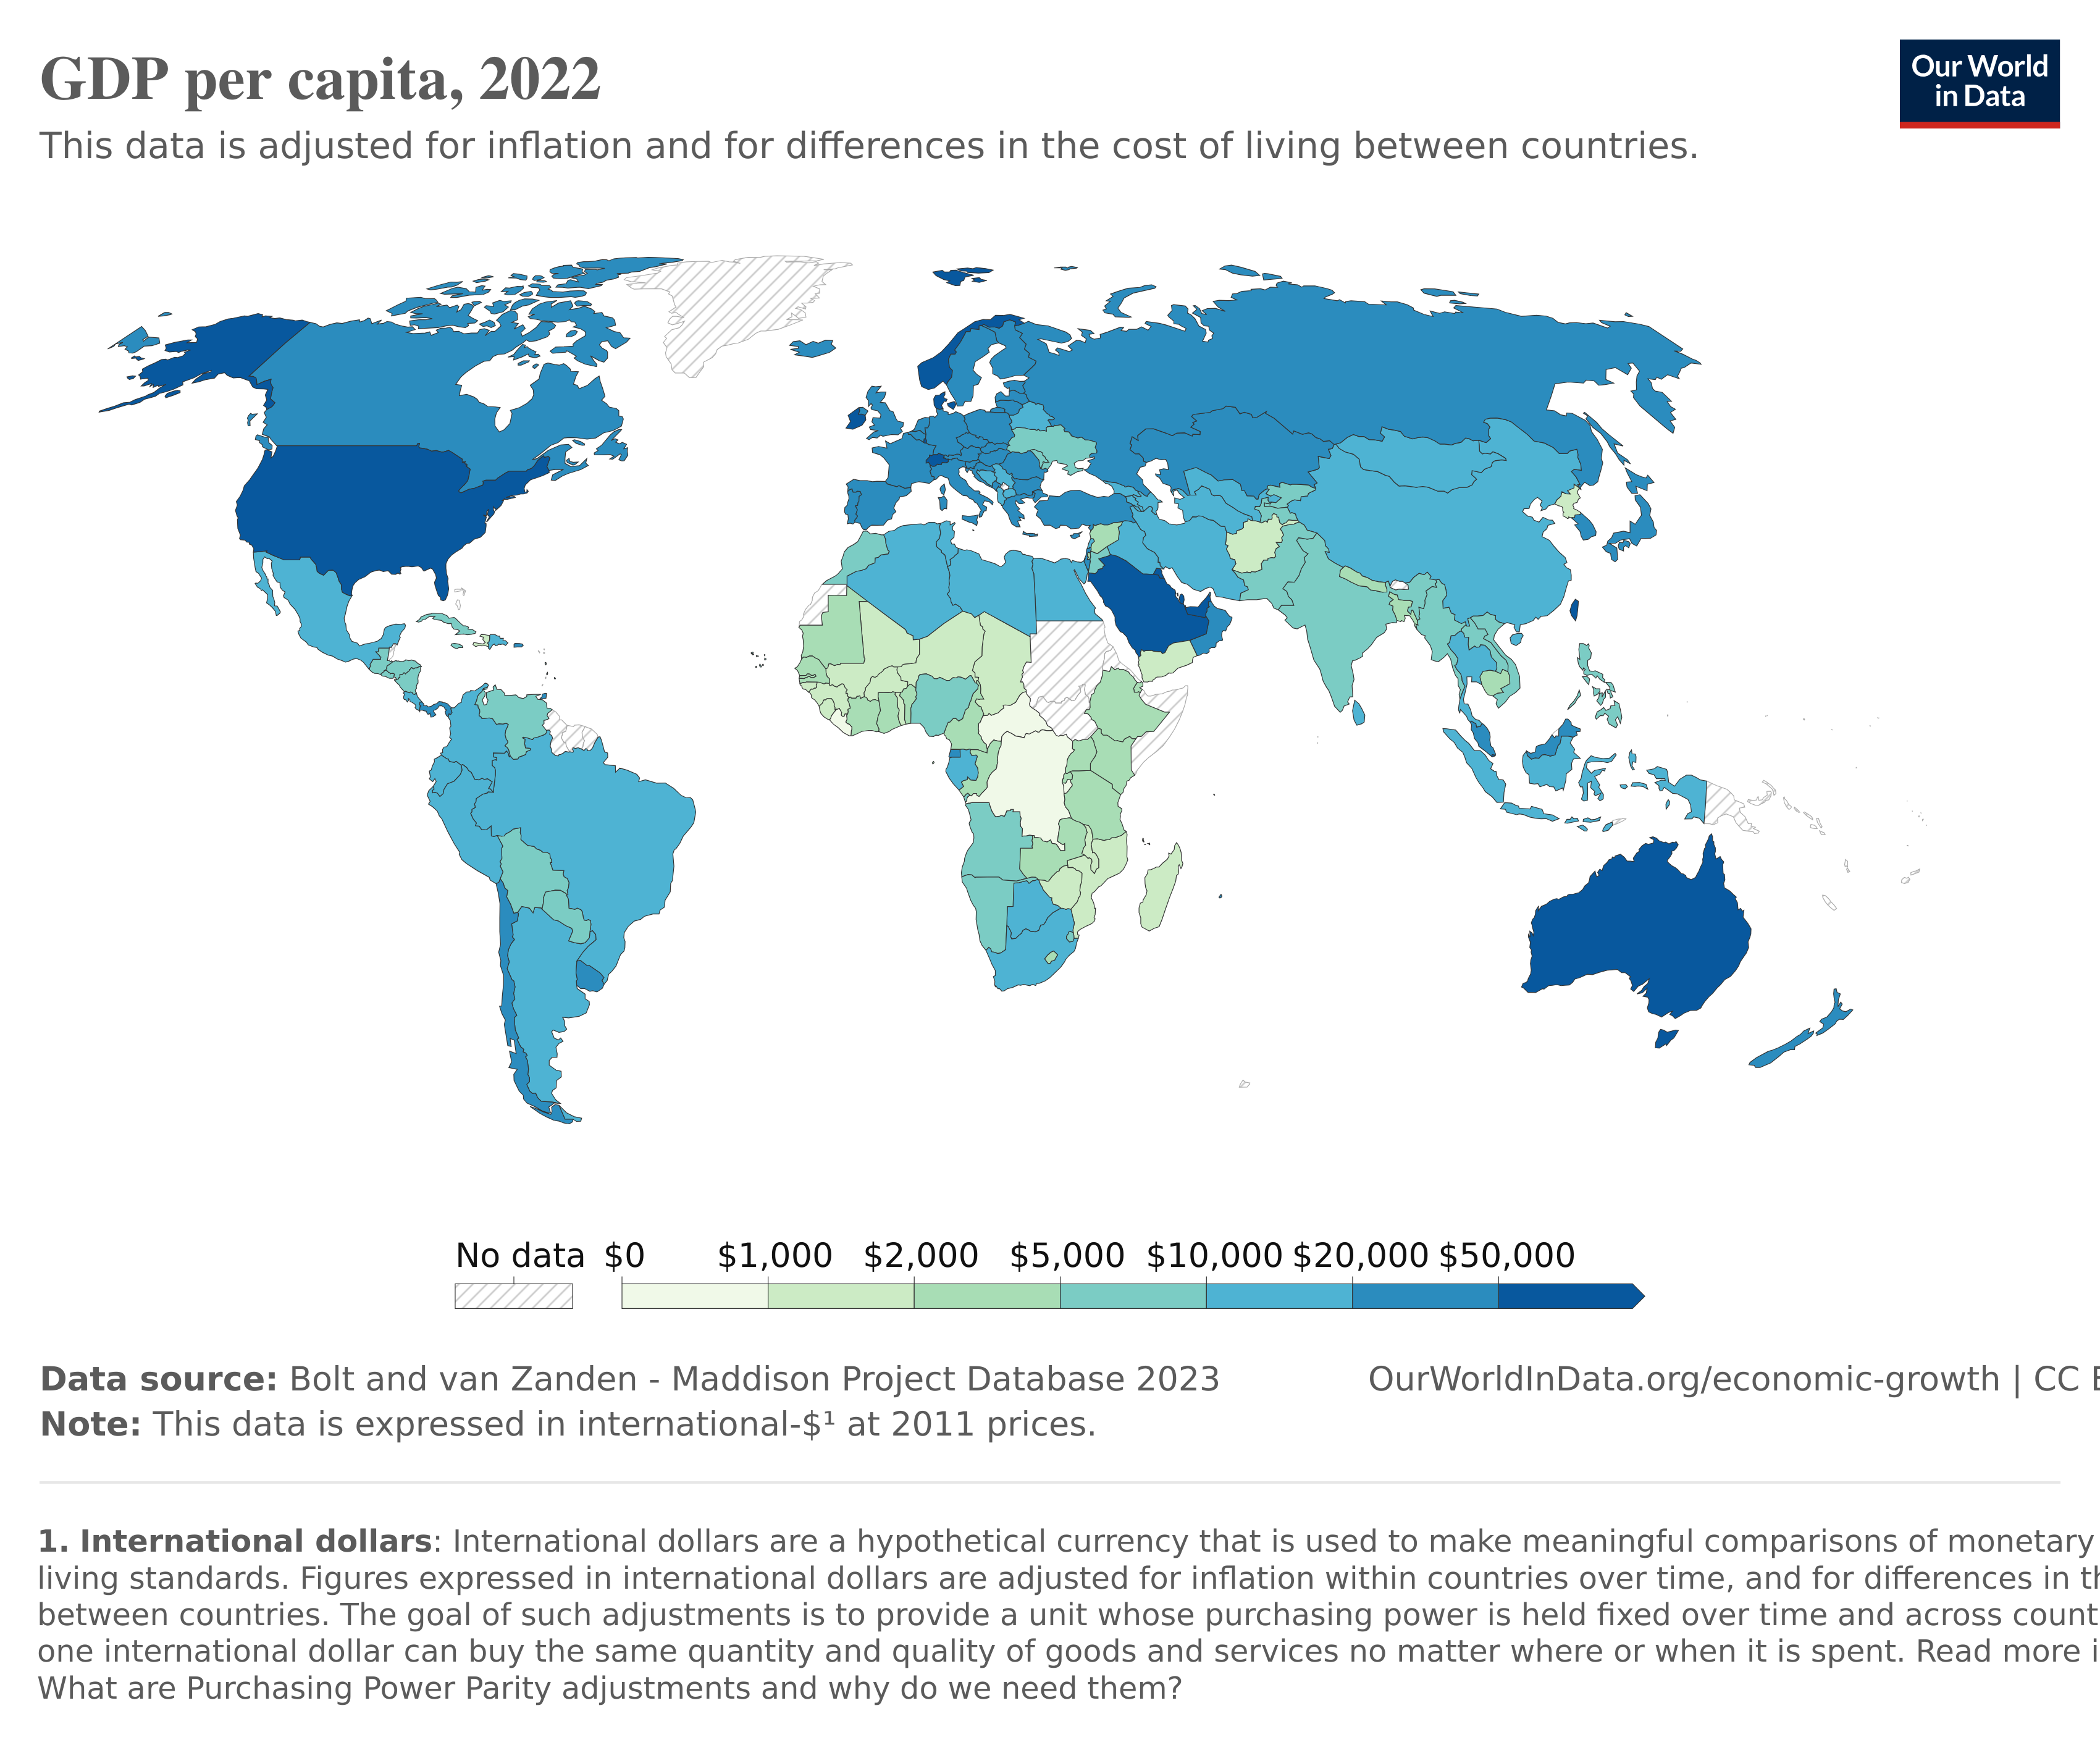 GDP per capita, 2022
Our World
in Data
This data is adjusted for inflation and for differences in the cost of living between countries.
No data $0 $1,000 $2,000 $5,000 $10,000 $20,000 $50,000
Data source: Bolt and van Zanden - Maddison Project Database 2023
OurWorldInData.org/economic-growth | CC
Note: This data is expressed in international-$¹ at 2011 prices.
1. International dollars: International dollars are a hypothetical currency that is used to make meaningful comparisons of monetary
living standards. Figures expressed in international dollars are adjusted for inflation within countries over time, and for differences in
between countries. The goal of such adjustments is to provide a unit whose purchasing power is held fixed over time and across
one international dollar can buy the same quantity and quality of goods and services no matter where or when it is spent. Read more
What are Purchasing Power Parity adjustments and why do we need them?